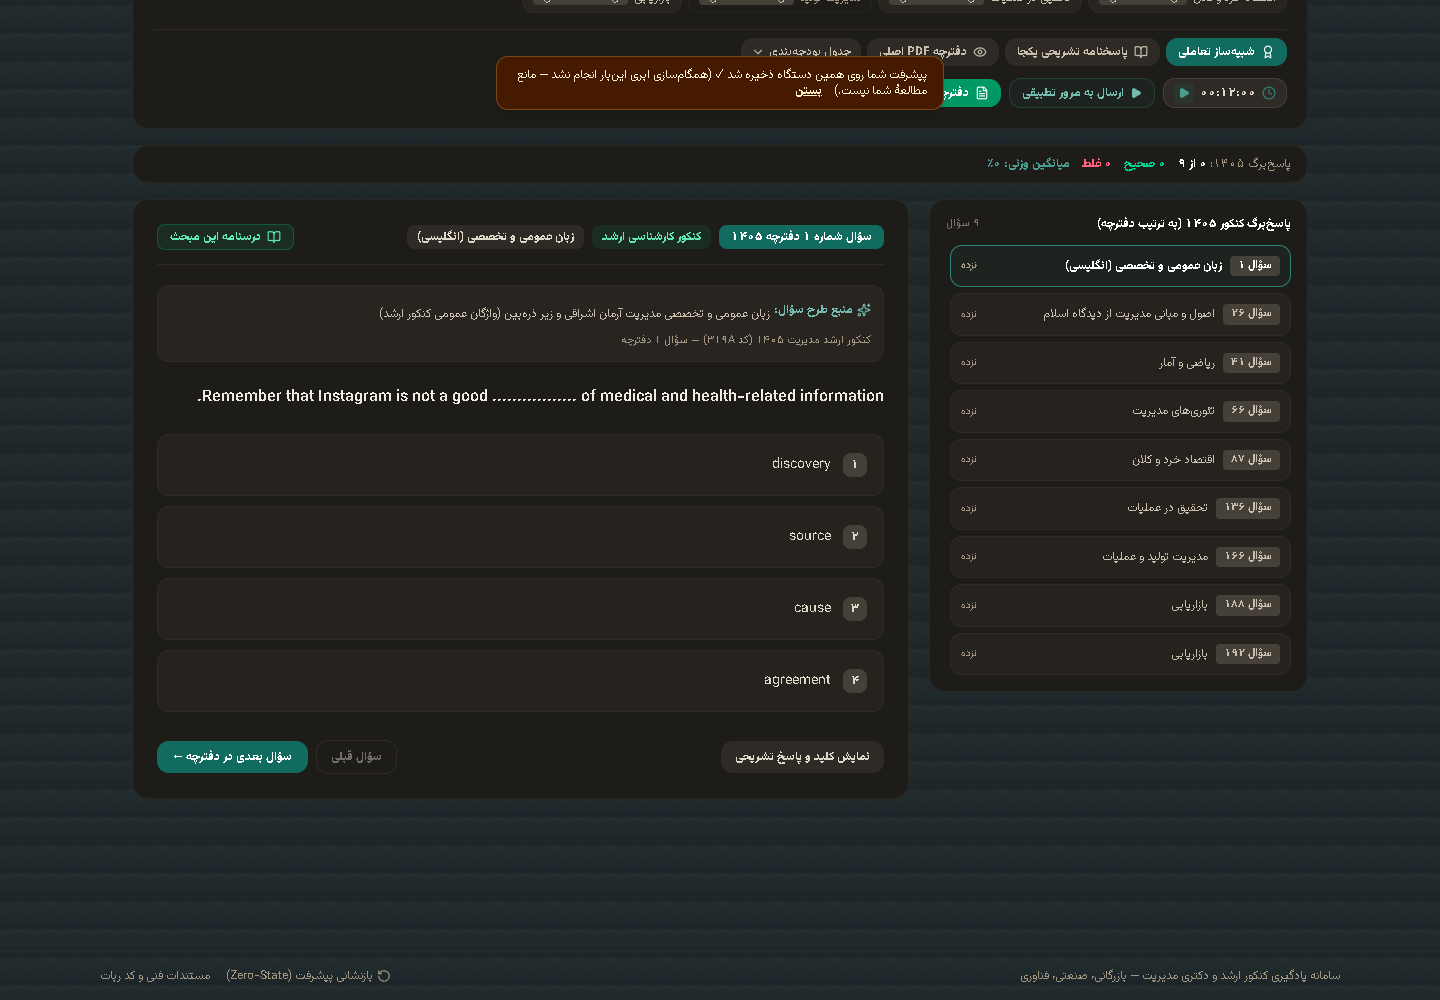 شبیه‌ساز تعاملی
پاسخنامه تشریحی یکجا
دفترچه PDF اصلی
جدول بودجه‌بندی
پیشرفت شما روی همین دستگاه ذخیره شد ✓ (همگام‌سازی ابری این‌بار انجام نشد — مانع
مطالعهٔ شما نیست.) بستن
۰۰:۱۲:۰۰
ارسال به مرور تطبیقی
پاسخ‌برگ ۱۴۰۵: ۰ از ۹ ۰ صحیح ۰ غلط میانگین وزنی: ۰٪
پاسخ‌برگ کنکور ۱۴۰۵ (به ترتیب دفترچه)
۹ سؤال
سؤال ۱ زبان عمومی و تخصصی (انگلیسی) نزده
سؤال ۲۶ اصول و مبانی مدیریت از دیدگاه اسلام نزده
سؤال ۴۱ ریاضی و آمار نزده
سؤال ۶۶ تئوری‌های مدیریت نزده
سؤال ۸۷ اقتصاد خرد و کلان نزده
سؤال ۱۳۶ تحقیق در عملیات نزده
سؤال ۱۶۶ مدیریت تولید و عملیات نزده
سؤال ۱۸۸ بازاریابی نزده
سؤال ۱۹۲ بازاریابی نزده
سؤال شماره ۱ دفترچه ۱۴۰۵
کنکور کارشناسی ارشد
زبان عمومی و تخصصی (انگلیسی)
درسنامه این مبحث
منبع طرح سؤال: زبان عمومی و تخصصی مدیریت آرمان اشراقی و زیر ذره‌بین (واژگان عمومی کنکور ارشد)
کنکور ارشد مدیریت ۱۴۰۵ (کد ۳۱۹A) — سؤال ۱ دفترچه
Remember that Instagram is not a good ................. of medical and health-related information.
۱ discovery
۲ source
۳ cause
۴ agreement
نمایش کلید و پاسخ تشریحی
سؤال قبلی
سؤال بعدی در دفترچه ←
سامانه یادگیری کنکور ارشد و دکتری مدیریت — بازرگانی، صنعتی، فناوری
بازنشانی پیشرفت (Zero-State)
مستندات فنی و کد ربات